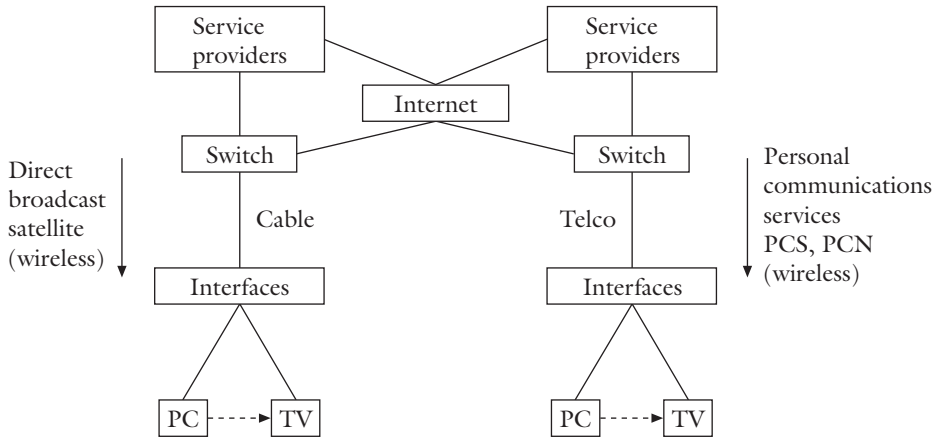 Service
providers
Service
providers
Internet
Switch
Switch
Direct
broadcast
satellite
(wireless)
Cable
Telco
Personal
communications
services
PCS, PCN
(wireless)
Interfaces
Interfaces
PC
TV
PC
TV